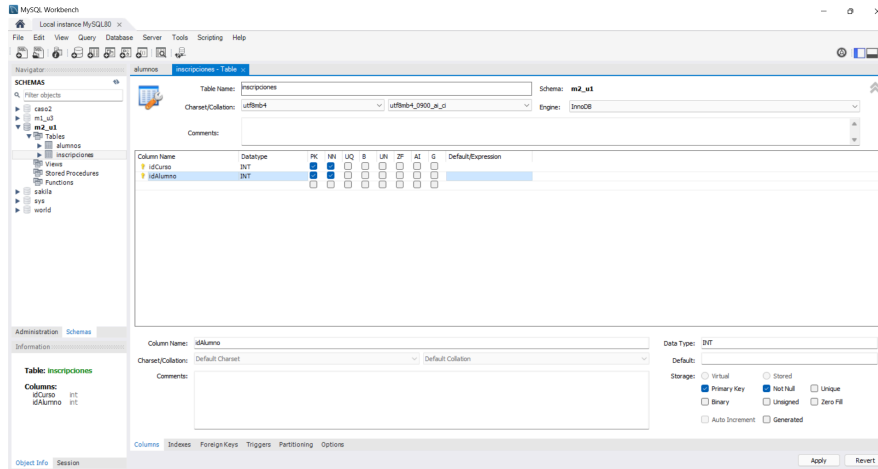 MySQL Workbench
Local instance MySQL80 ×
File Edit View Query Database Server Tools Scripting Help
Navigator
SCHEMAS
Filter objects
caso2
m1_u3
m2_u1
Tables
alumnos
inscripciones
Views
Stored Procedures
Functions
sakila
sys
world
Administration Schemas
Information
Table: inscripciones
Columns:
idCurso int
idAlumno int
Object Info Session
alumnos inscripciones - Table ×
Table Name: inscripciones Schema: m2_u1
Charset/Collation: utf8mb4 utf8mb4_0900_ai_ci Engine: InnoDB
Comments:
Column Name Datatype PK NN UQ B UN ZF AI G Default/Expression
idCurso INT
idAlumno INT
Column Name: idAlumno Data Type: INT
Charset/Collation: Default Charset Default Collation Default:
Comments: Storage: Virtual Stored
Primary Key Not Null Unique
Binary Unsigned Zero Fill
Auto Increment Generated
Columns Indexes Foreign Keys Triggers Partitioning Options
Apply Revert